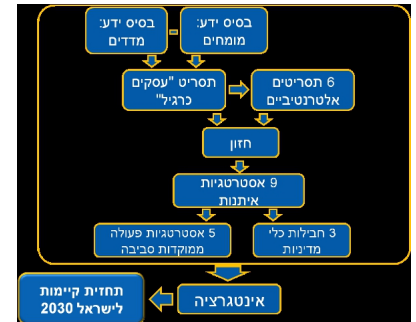 בסיס ידע:
מומחים
בסיס ידע:
מדדים
6 תסריטים
אלטרנטיביים
תסריט "עסקים
כרגיל"
חזון
9 אסטרטגיות
איתנות
3 חבילות כלי
מדיניות
5 אסטרטגיות פעולה
ממוקדות סביבה
אינטגרציה
תחזית קיימות
לישראל 2030